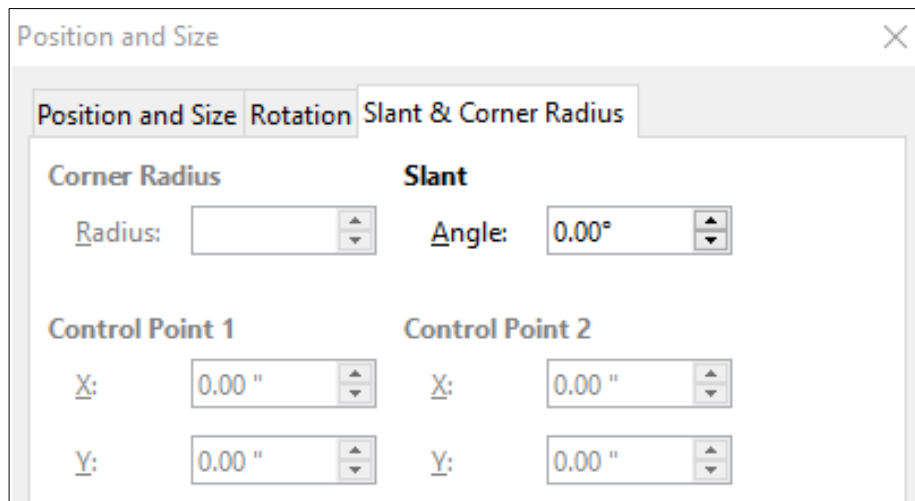 Position and Size
Position and Size Rotation Slant & Corner Radius
Corner Radius Slant
Radius: Angle: 0.00°
Control Point 1 Control Point 2
X: 0.00 " X: 0.00 "
Y: 0.00 " Y: 0.00 "